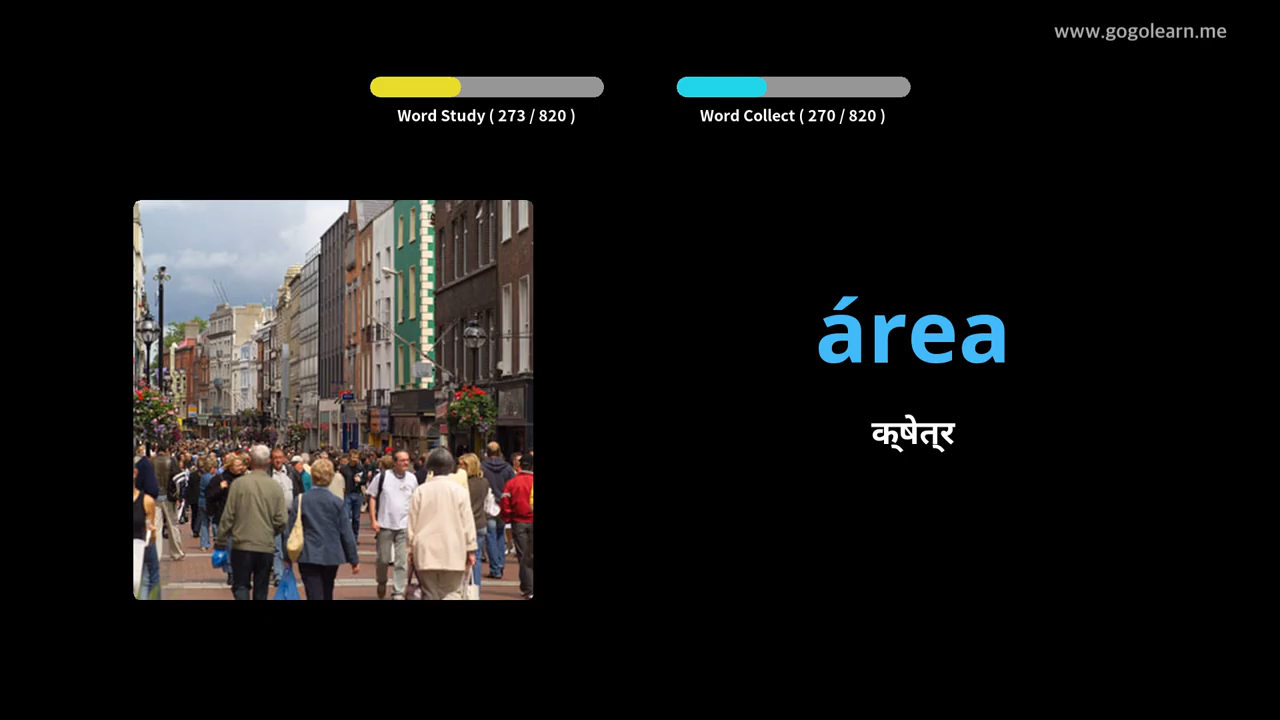 www.gogolearn.me
Word Study ( 273 / 820 )
Word Collect ( 270 / 820 )
área
क्षेत्र